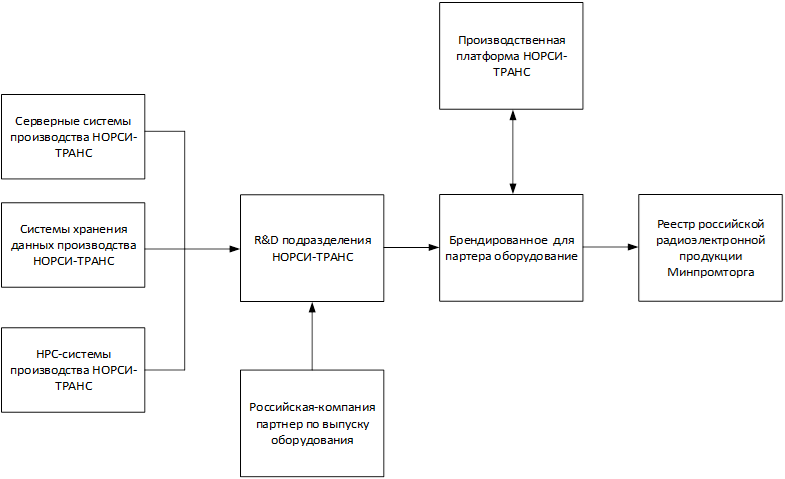 Производственная
платформа НОРСИ-
ТРАНС
Серверные системы
производства НОРСИ-
ТРАНС
Системы хранения
данных производства
НОРСИ-ТРАНС
R&D подразделения
НОРСИ-ТРАНС
Брендированное для
партера оборудование
Реестр российской
радиоэлектронной
продукции
Минпромторга
HPC-системы
производства НОРСИ-
ТРАНС
Российская-компания
партнер по выпуску
оборудования